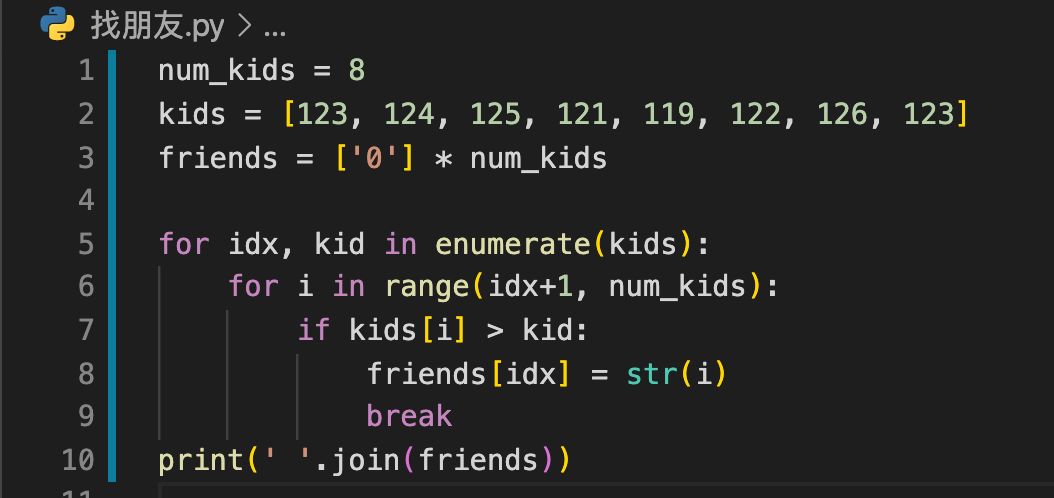 找朋友.py > ...
1 num_kids = 8
2 kids = [123, 124, 125, 121, 119, 122, 126, 123]
3 friends = ['0'] * num_kids
4
5 for idx, kid in enumerate(kids):
6     for i in range(idx+1, num_kids):
7         if kids[i] > kid:
8             friends[idx] = str(i)
9             break
10 print(' '.join(friends))
11